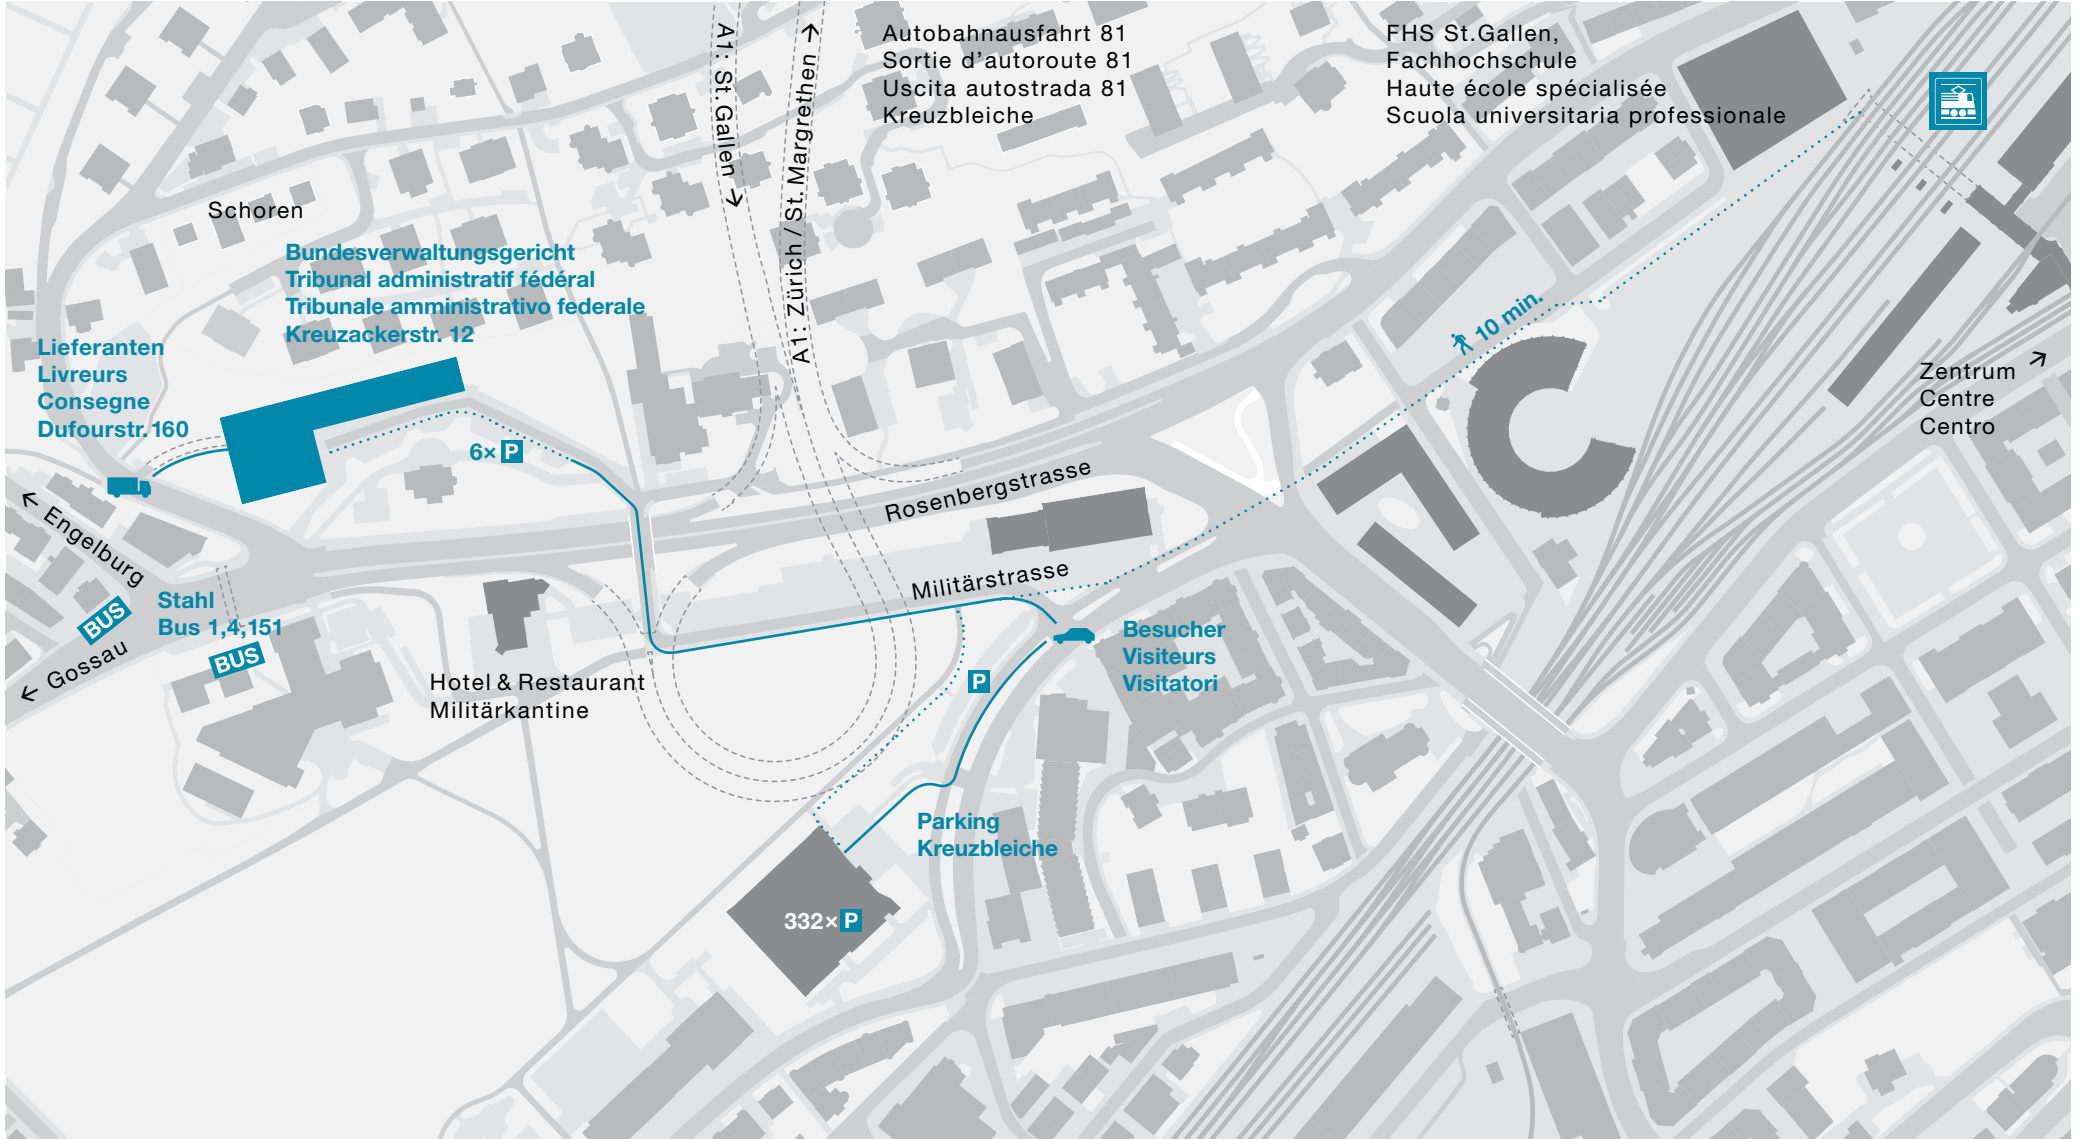 A1: St.Gallen →
A1: Zürich / St. Margrethen →
Autobahnausfahrt 81
Sortie d'autoroute 81
Uscita autostrada 81
Kreuzbleiche
FHS St.Gallen,
Fachhochschule
Haute école spécialisée
Scuola universitaria professionale
Schoren
Bundesverwaltungsgericht
Tribunal administratif fédéral
Tribunale amministrativo federale
Kreuzackerstr. 12
Lieferanten
Livreurs
Consegne
Dufourstr. 160
10 min.
Zentrum ↗
Centre
Centro
6× P
Rosenbergstrasse
← Engelburg
Militärstrasse
Stahl
Bus 1,4,151
BUS
BUS
← Gossau
Besucher
Visiteurs
Visitatori
P
Hotel & Restaurant
Militärkantine
Parking
Kreuzbleiche
332× P